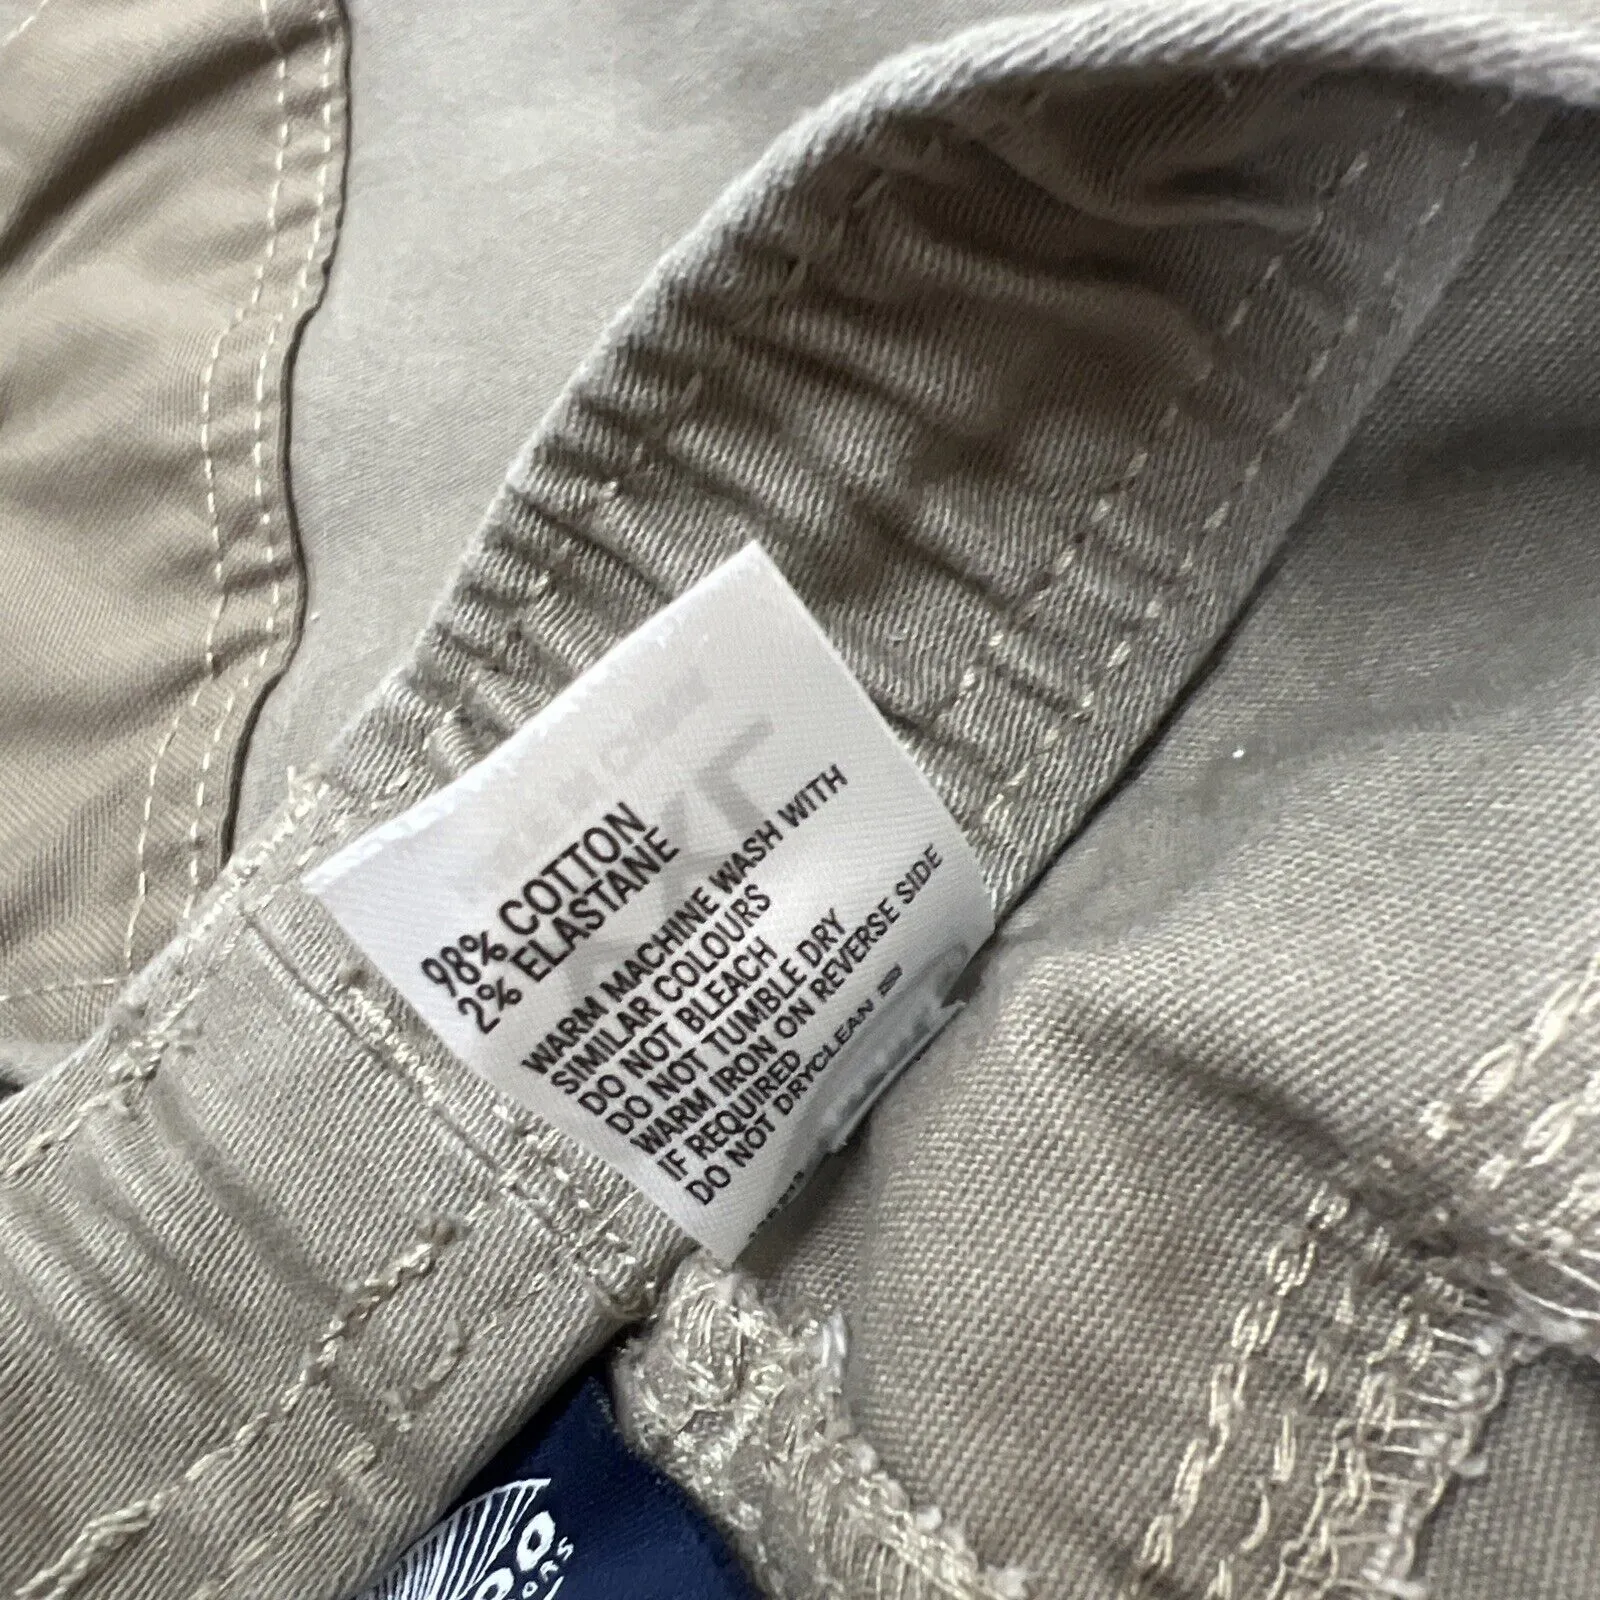 98% COTTON
2% ELASTANE
WARM MACHINE WASH WITH
SIMILAR COLOURS
DO NOT BLEACH
DO NOT TUMBLE DRY
WARM IRON ON REVERSE SIDE
IF REQUIRED
DO NOT DRYCLEAN